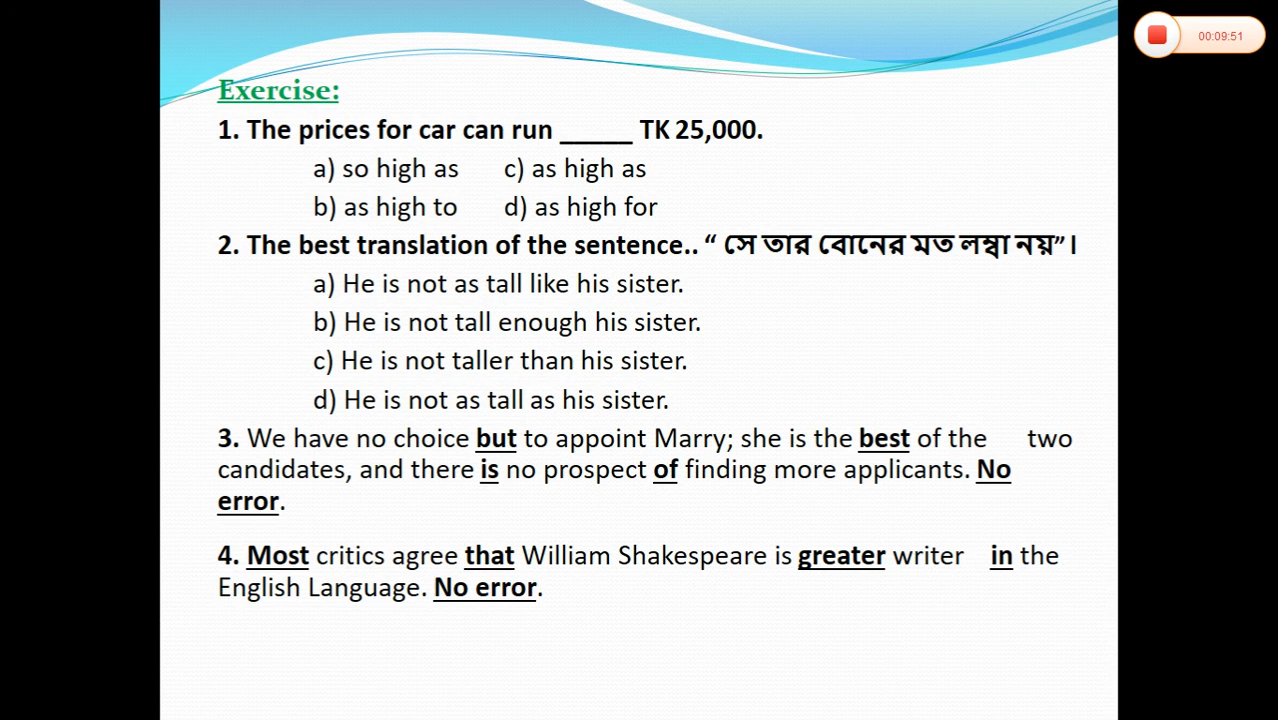 00:09:51
Exercise:
1. The prices for car can run _____ TK 25,000.
a) so high as c) as high as
b) as high to d) as high for
2. The best translation of the sentence.. “ সে তার বোনের মত লম্বা নয়”।
a) He is not as tall like his sister.
b) He is not tall enough his sister.
c) He is not taller than his sister.
d) He is not as tall as his sister.
3. We have no choice but to appoint Marry; she is the best of the two
candidates, and there is no prospect of finding more applicants. No
error.
4. Most critics agree that William Shakespeare is greater writer in the
English Language. No error.